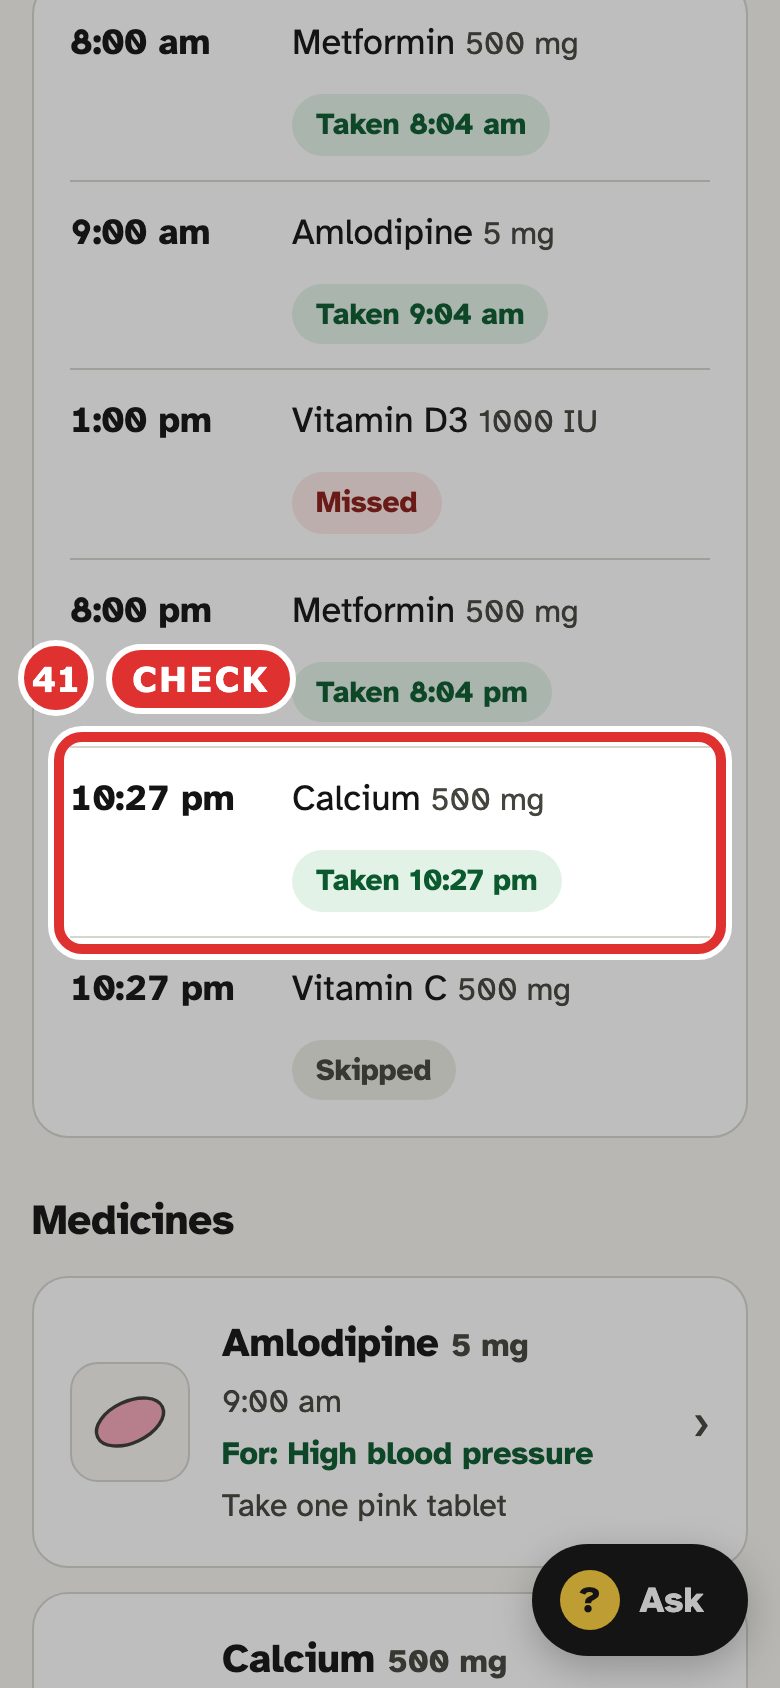 8:00 am Metformin 500 mg
Taken 8:04 am
9:00 am Amlodipine 5 mg
Taken 9:04 am
1:00 pm Vitamin D3 1000 IU
Missed
8:00 pm Metformin 500 mg
41 CHECK Taken 8:04 pm
10:27 pm Calcium 500 mg
Taken 10:27 pm
10:27 pm Vitamin C 500 mg
Skipped
Medicines
Amlodipine 5 mg
9:00 am
For: High blood pressure
Take one pink tablet
? Ask
Calcium 500 mg